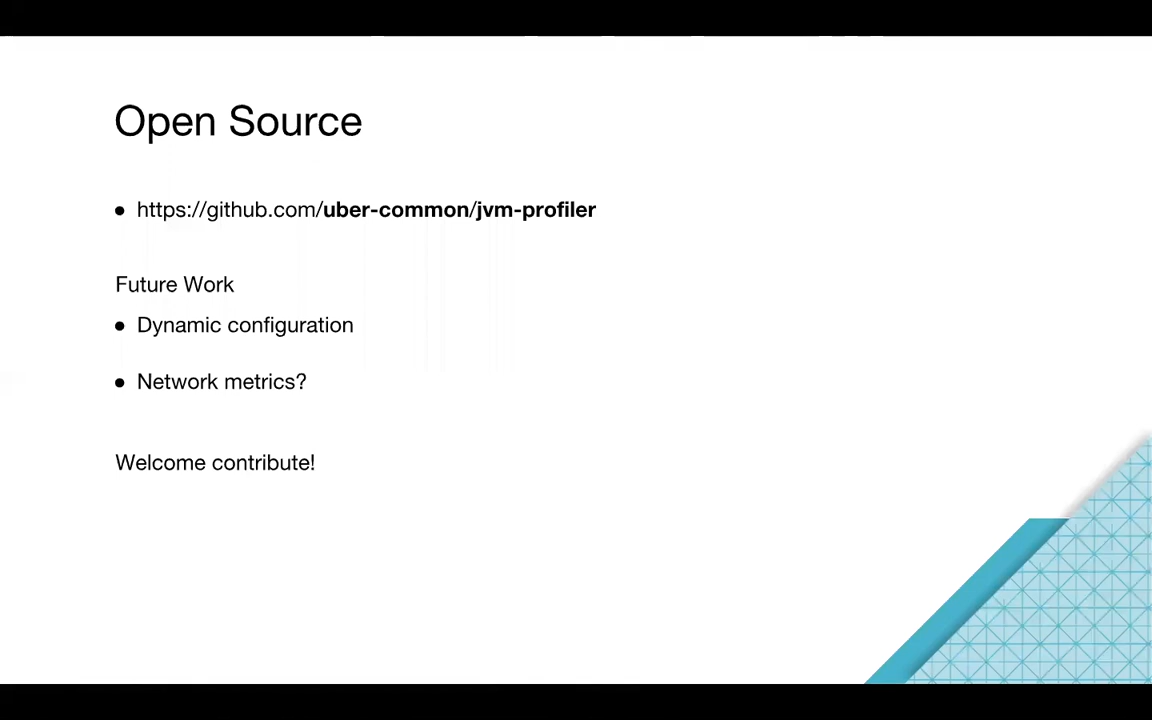 Open Source
● https://github.com/uber-common/jvm-profiler
Future Work
● Dynamic configuration
● Network metrics?
Welcome contribute!